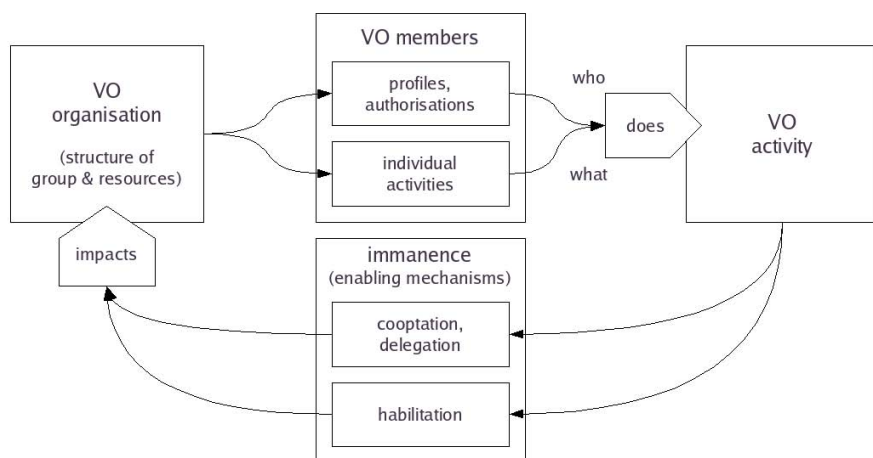 VO
organisation
(structure of
group & resources)
VO members
profiles,
authorisations
individual
activities
who
does
what
VO
activity
impacts
immanence
(enabling mechanisms)
cooptation,
delegation
habilitation